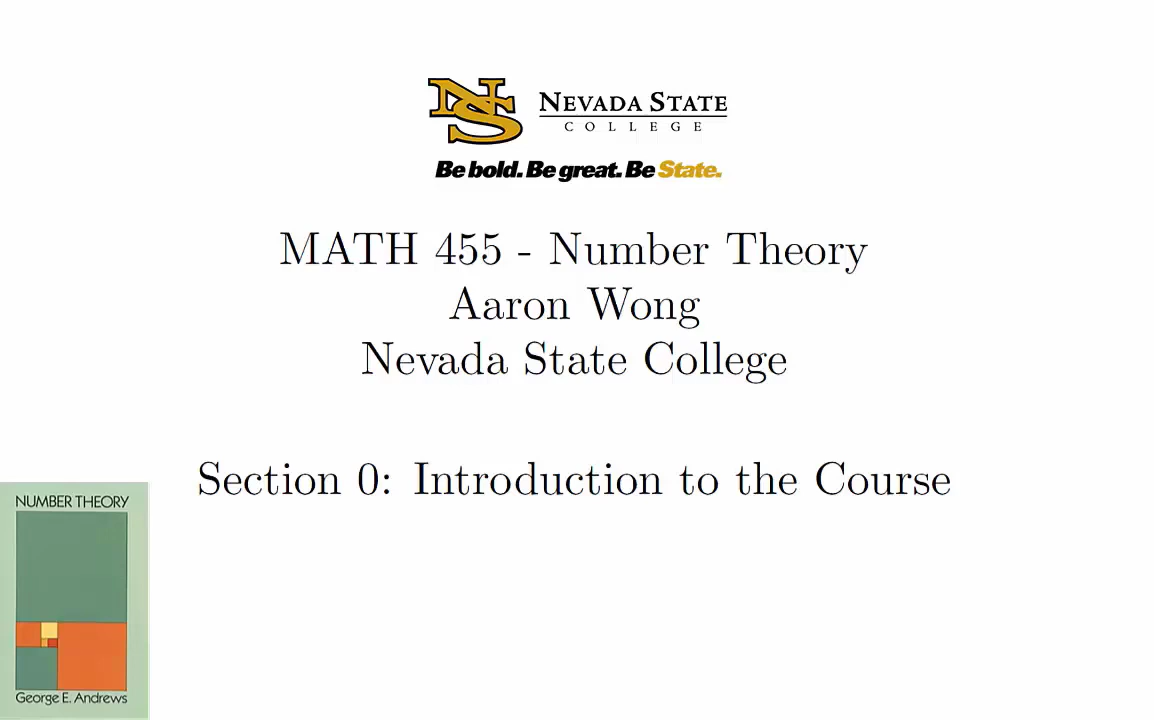 NS
NEVADA STATE
COLLEGE
Be bold. Be great. Be State.
MATH 455 - Number Theory
Aaron Wong
Nevada State College
Section 0: Introduction to the Course
NUMBER THEORY
George E. Andrews